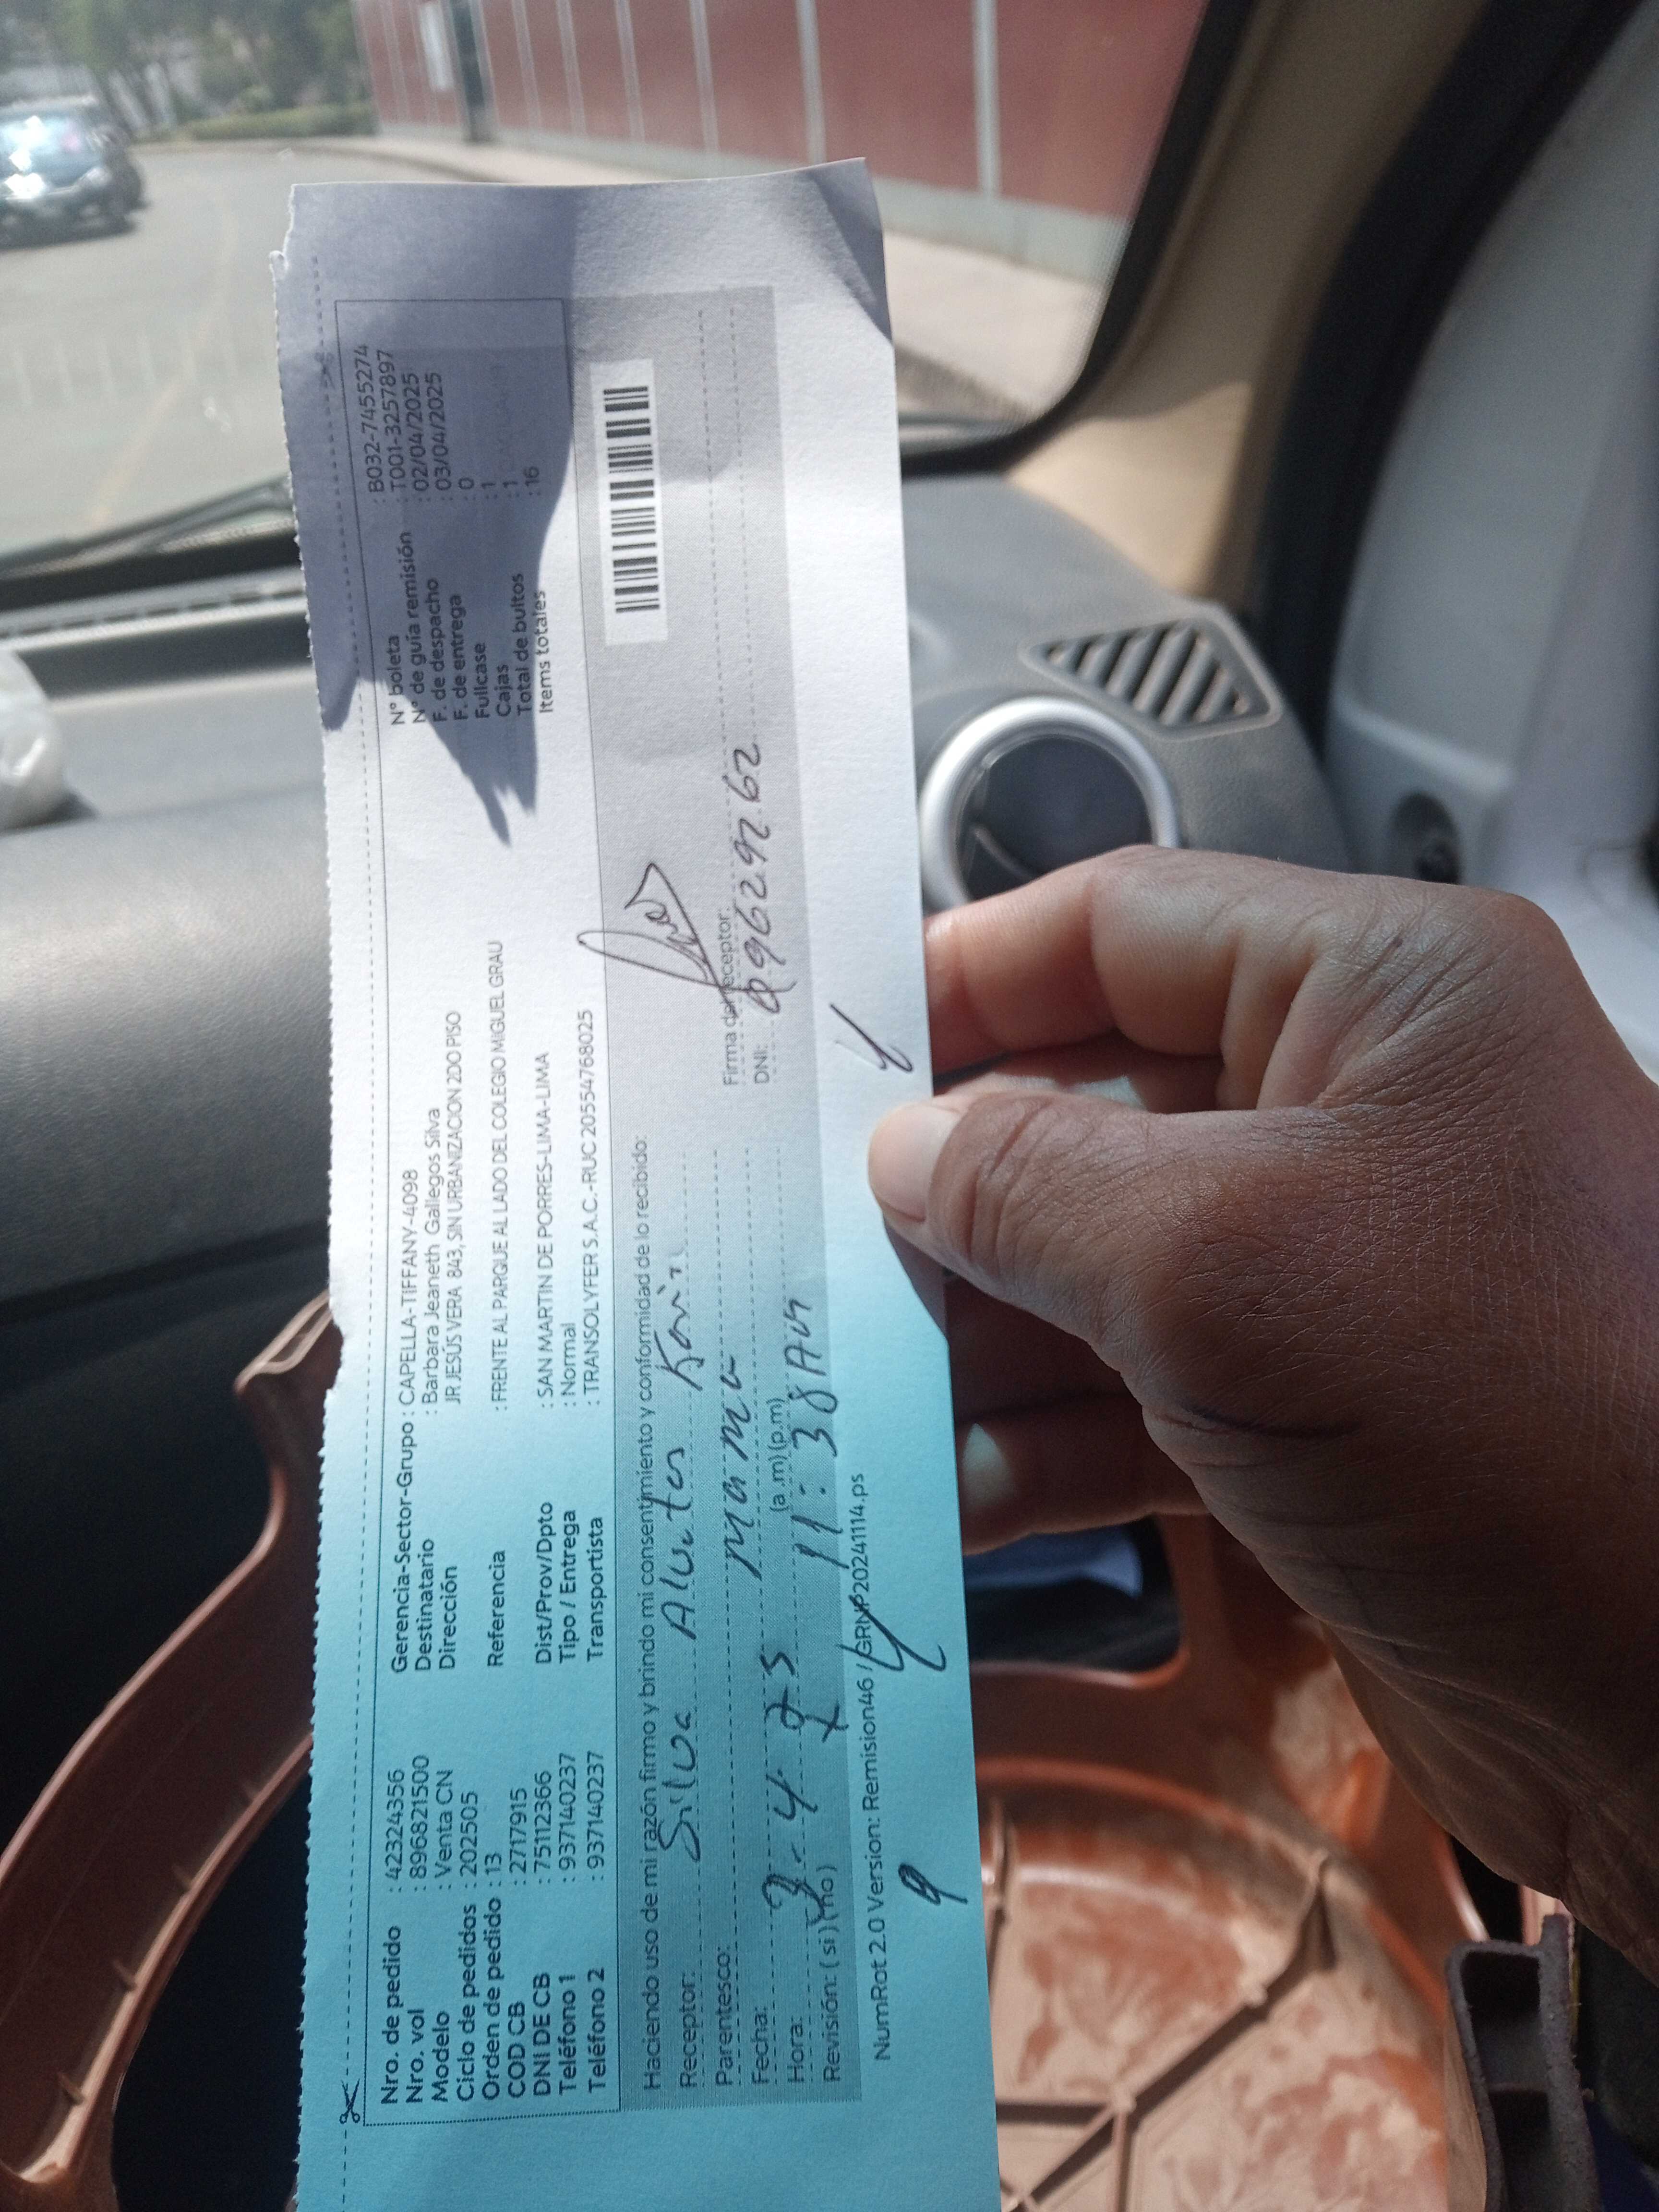 Nro. de pedido : 42324356
Nro. vol : 89682 1500
Modelo : Venta CN
Ciclo de pedidos : 202505
Orden de pedido : 13
COD CB : 2717915
DNI DE CB : 75112366
Teléfono 1 : 937140237
Teléfono 2 : 937140237
Gerencia-Sector-Grupo : CAPELLA-TIFFANY-4098
Destinatario : Barbara Jeaneth Gallegos Silva
Dirección JR JESÚS VERA 843, SIN URBANIZACION 2DO PISO
Referencia : FRENTE AL PARQUE AL LADO DEL COLEGIO MIGUEL GRAU
Dist/Prov/Dpto : SAN MARTIN DE PORRES-LIMA-LIMA
Tipo / Entrega : Normal
Transportista : TRANSOLYFER S.A.C.-RUC 20554768025
N° boleta : B032-7455274
N° de guía remisión : T001-3257897
F. de despacho : 02/04/2025
F. de entrega : 03/04/2025
Fullcase : 0
Cajas : 1
Total de bultos : 1
Items totales : 16
Haciendo uso de mi razón firmo y brindo mi consentimiento y conformidad de lo recibido:
Receptor: Silva
Parentesco: mama
Fecha: 3-4-25
Hora: 11:38 Am (a.m) (p.m)
Revisión: ( si ) ( no )
Firma del receptor:
DNI: 09629262
NumRot 2.0 Version: Remision46 / GRNP20241114.ps